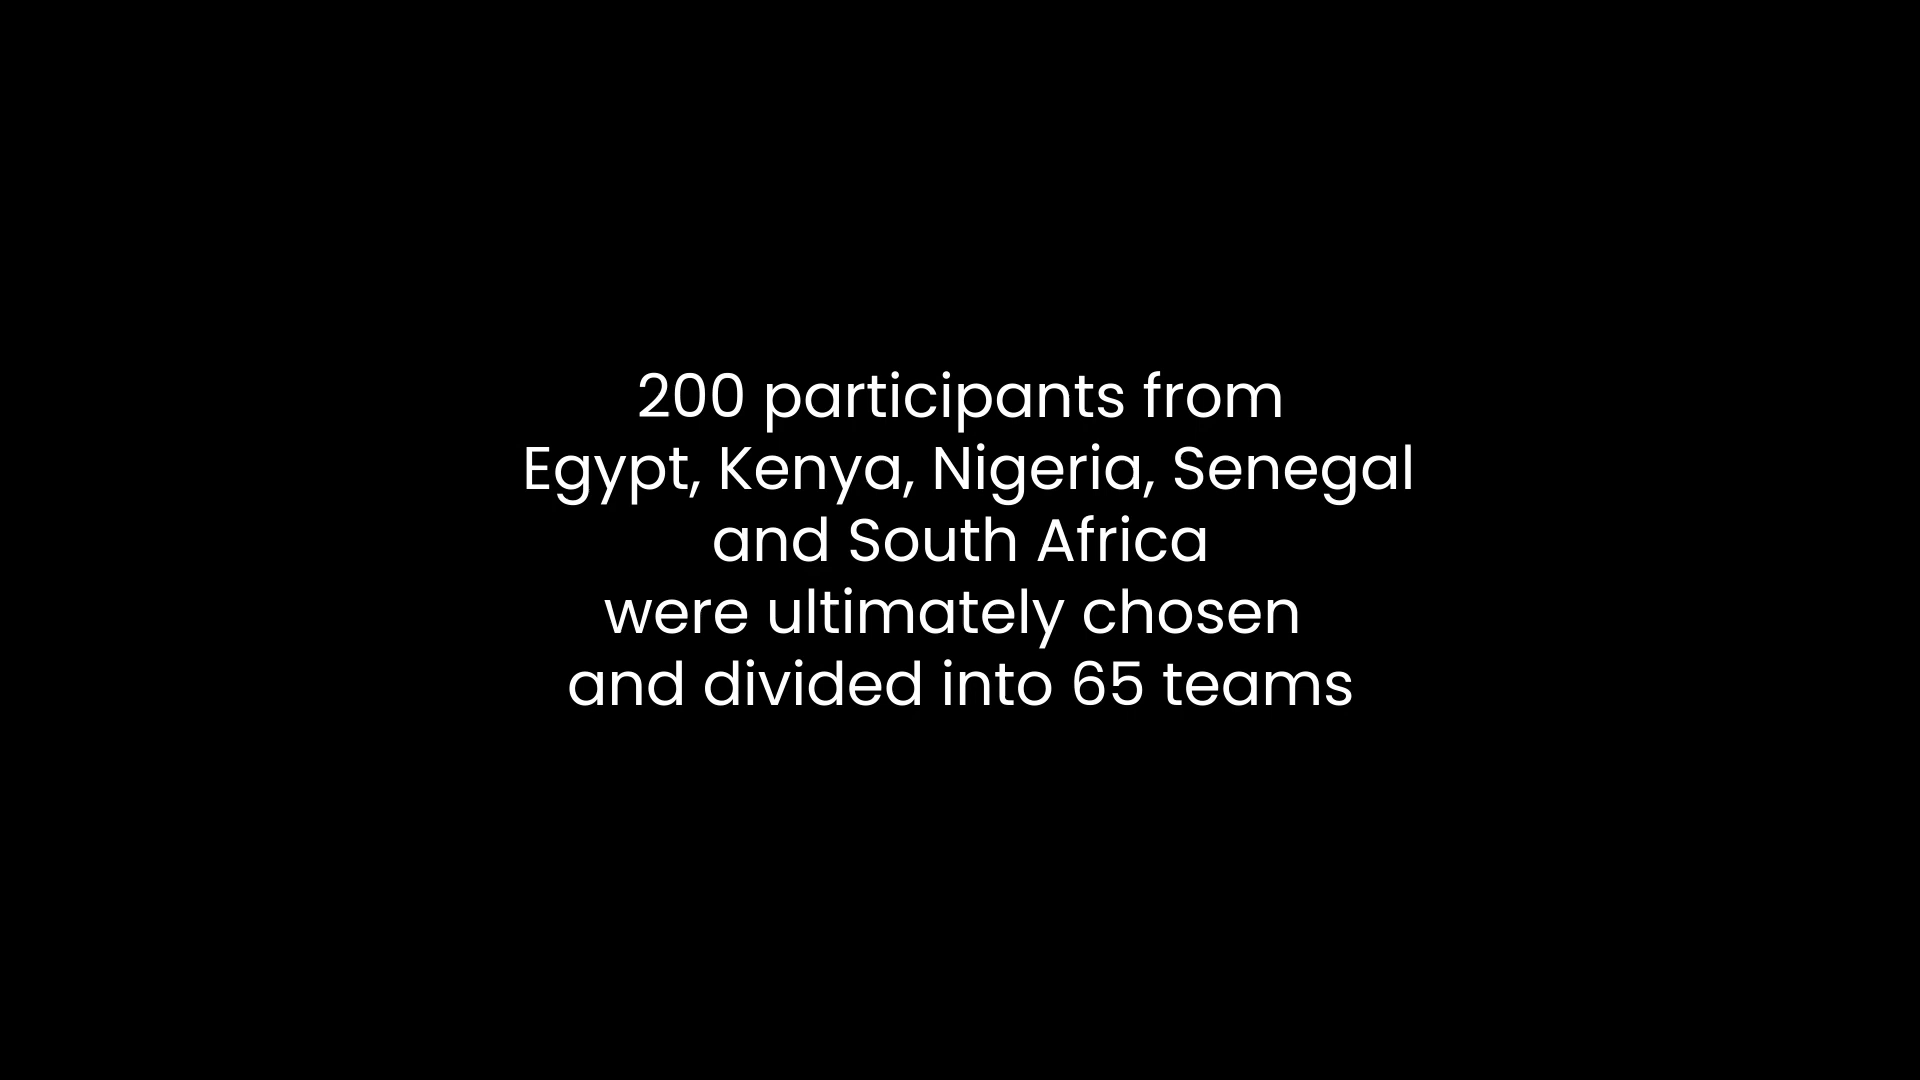 200 participants from
Egypt, Kenya, Nigeria, Senegal
and South Africa
were ultimately chosen
and divided into 65 teams